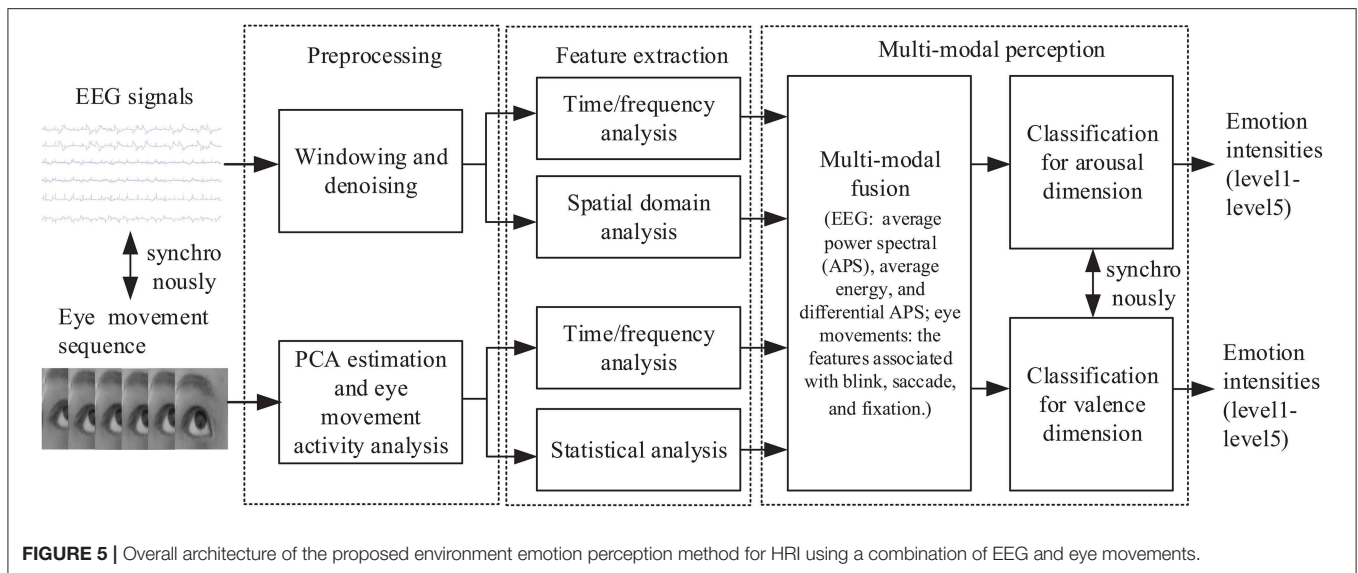 Preprocessing
Feature extraction
Multi-modal perception
EEG signals
synchro
nously
Eye movement
sequence
Windowing and
denoising
PCA estimation
and eye
movement
activity analysis
Time/frequency
analysis
Spatial domain
analysis
Time/frequency
analysis
Statistical analysis
Multi-modal
fusion
(EEG: average
power spectral
(APS), average
energy, and
differential APS; eye
movements: the
features associated
with blink, saccade,
and fixation.)
Classification
for arousal
dimension
synchro
nously
Classification
for valence
dimension
Emotion
intensities
(level1-
level5)
Emotion
intensities
(level1-
level5)
FIGURE 5 | Overall architecture of the proposed environment emotion perception method for HRI using a combination of EEG and eye movements.